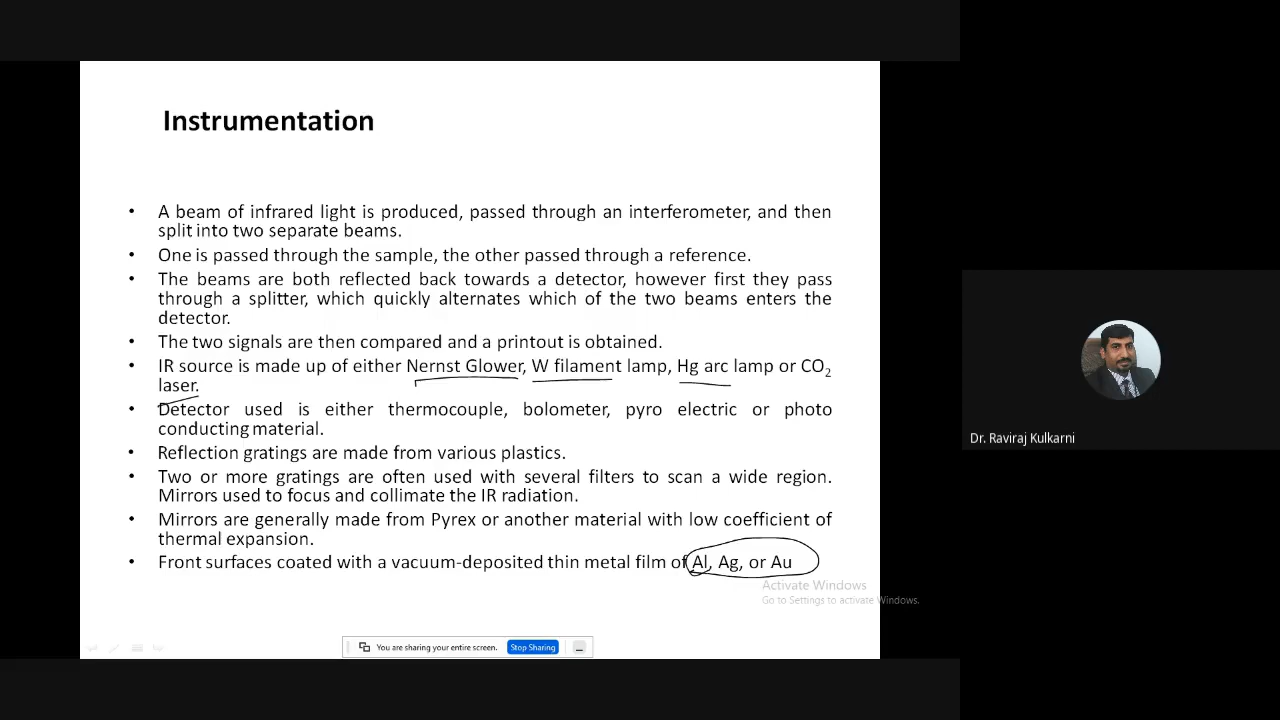 Instrumentation
• A beam of infrared light is produced, passed through an interferometer, and then
split into two separate beams.
• One is passed through the sample, the other passed through a reference.
• The beams are both reflected back towards a detector, however first they pass
through a splitter, which quickly alternates which of the two beams enters the
detector.
• The two signals are then compared and a printout is obtained.
• IR source is made up of either Nernst Glower, W filament lamp, Hg arc lamp or CO₂
laser.
• Detector used is either thermocouple, bolometer, pyro electric or photo
conducting material.
• Reflection gratings are made from various plastics.
• Two or more gratings are often used with several filters to scan a wide region.
Mirrors used to focus and collimate the IR radiation.
• Mirrors are generally made from Pyrex or another material with low coefficient of
thermal expansion.
• Front surfaces coated with a vacuum-deposited thin metal film of Al, Ag, or Au
Activate Windows
Go to Settings to activate Windows.
You are sharing your entire screen. Stop Sharing
Dr. Raviraj Kulkarni